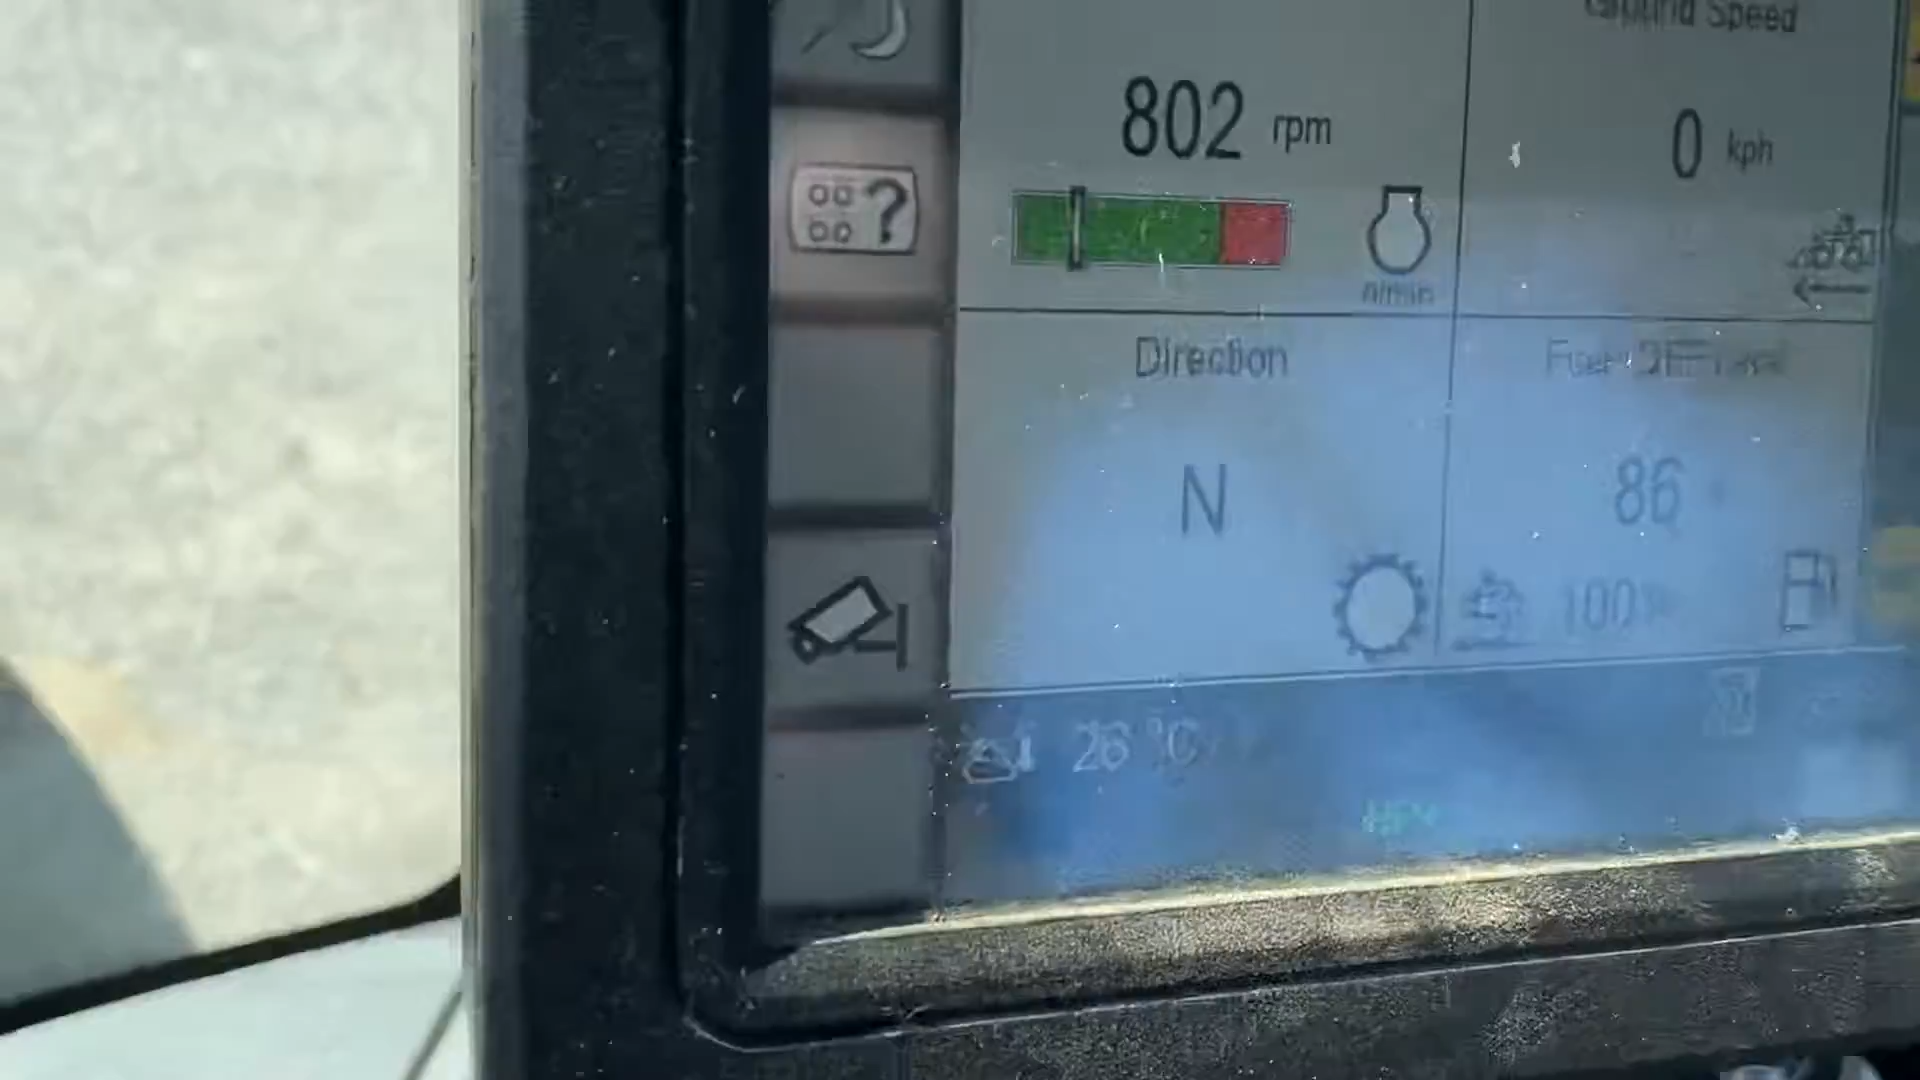 Ground Speed
802 rpm
0 kph
?
n/min
Direction
N
86
100%
26 °C